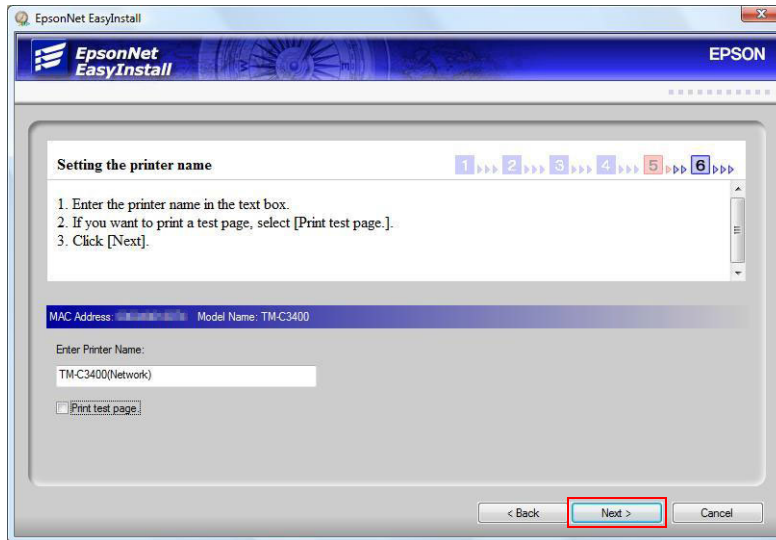 EpsonNet EasyInstall
EpsonNet
EasyInstall
EPSON
Setting the printer name
1 2 3 4 5 6
1. Enter the printer name in the text box.
2. If you want to print a test page, select [Print test page.].
3. Click [Next].
MAC Address: Model Name: TM-C3400
Enter Printer Name:
TM-C3400(Network)
Print test page.
< Back Next > Cancel